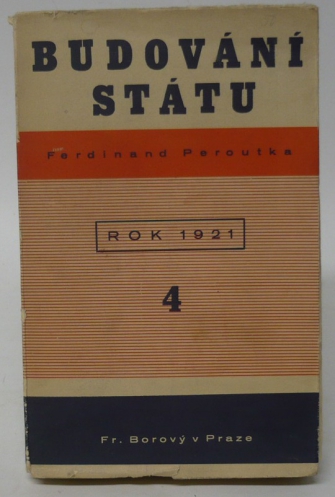 BUDOVÁNÍ
STÁTU
Ferdinand Peroutka
ROK 1921
4
Fr. Borový v Praze